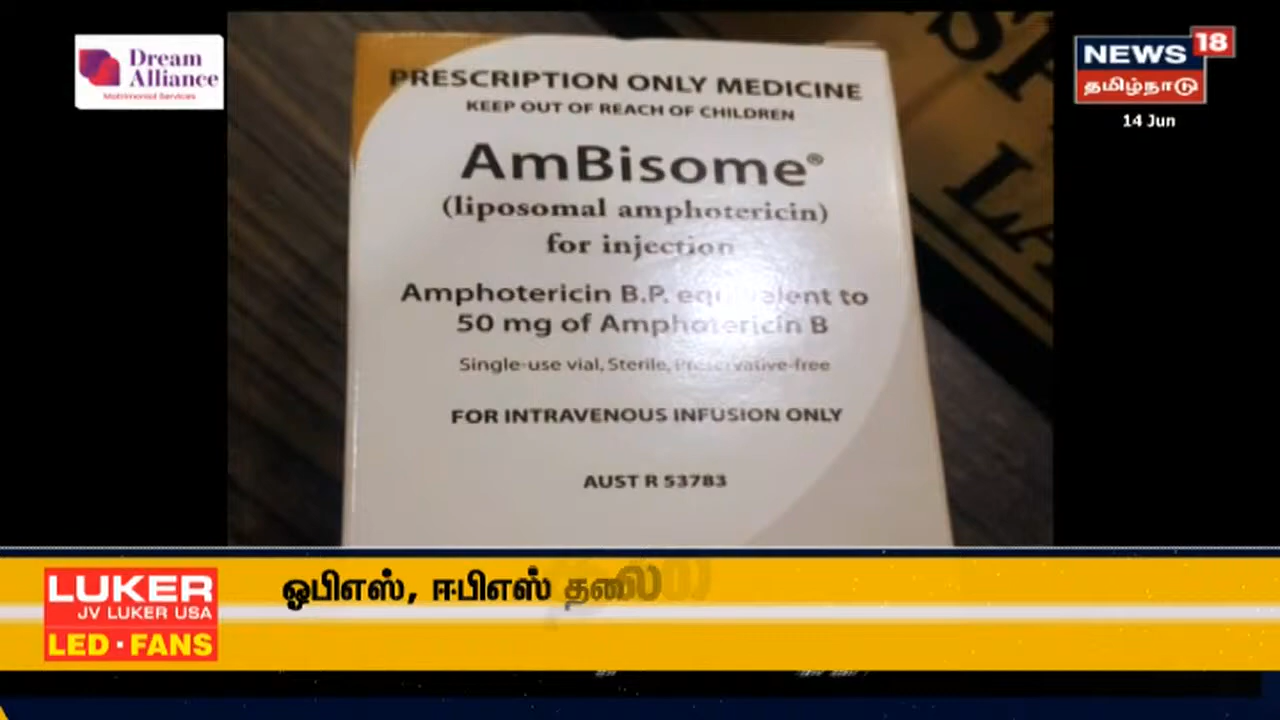 Dream
Alliance
Matrimonial Services
NEWS 18
தமிழ்நாடு
14 Jun
PRESCRIPTION ONLY MEDICINE
KEEP OUT OF REACH OF CHILDREN
AmBisome®
(liposomal amphotericin)
for injection
Amphotericin B.P. equivalent to
50 mg of Amphotericin B
Single-use vial, Sterile, Preservative-free
FOR INTRAVENOUS INFUSION ONLY
AUST R 53783
LUKER
JV LUKER USA
LED·FANS
ஓபிஎஸ், ஈபிஎஸ்